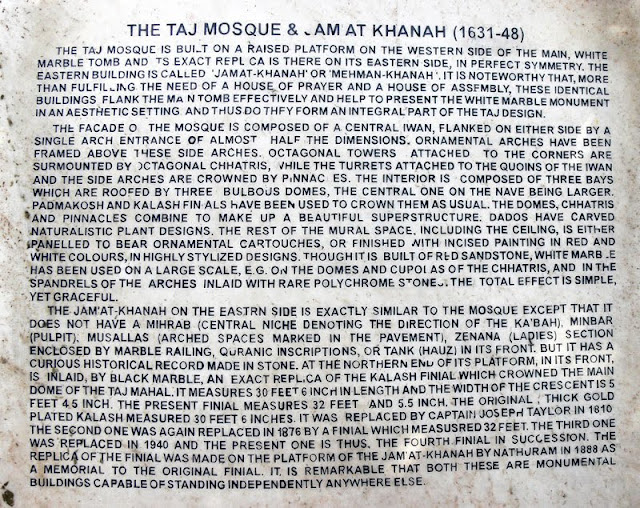 THE TAJ MOSQUE & JAM AT KHANAH (1631-48)
THE TAJ MOSQUE IS BUILT ON A RAISED PLATFORM ON THE WESTERN SIDE OF THE MAIN, WHITE
MARBLE TOMB AND ITS EXACT REPLICA IS THERE ON ITS EASTERN SIDE, IN PERFECT SYMMETRY. THE
EASTERN BUILDING IS CALLED 'JAMAT-KHANAH' OR 'MEHMAN-KHANAH'. IT IS NOTEWORTHY THAT, MORE
THAN FULFILLING THE NEED OF A HOUSE OF PRAYER AND A HOUSE OF ASSEMBLY, THESE IDENTICAL
BUILDINGS FLANK THE MAIN TOMB EFFECTIVELY AND HELP TO PRESENT THE WHITE MARBLE MONUMENT
IN AN AESTHETIC SETTING AND THUS DO THEY FORM AN INTEGRAL PART OF THE TAJ DESIGN.
THE FACADE O THE MOSQUE IS COMPOSED OF A CENTRAL IWAN, FLANKED ON EITHER SIDE BY A
SINGLE ARCH ENTRANCE OF ALMOST HALF THE DIMENSIONS. ORNAMENTAL ARCHES HAVE BEEN
FRAMED ABOVE THESE SIDE ARCHES. OCTAGONAL TOWERS ATTACHED TO THE CORNERS ARE
SURMOUNTED BY OCTAGONAL CHHATRIS, WHILE THE TURRETS ATTACHED TO THE QUOINS OF THE IWAN
AND THE SIDE ARCHES ARE CROWNED BY PINNACLES. THE INTERIOR IS COMPOSED OF THREE BAYS
WHICH ARE ROOFED BY THREE BULBOUS DOMES, THE CENTRAL ONE ON THE NAVE BEING LARGER.
PADMAKOSH AND KALASH FINIALS HAVE BEEN USED TO CROWN THEM AS USUAL. THE DOMES, CHHATRIS
AND PINNACLES COMBINE TO MAKE UP A BEAUTIFUL SUPERSTRUCTURE. DADOS HAVE CARVED
NATURALISTIC PLANT DESIGNS. THE REST OF THE MURAL SPACE, INCLUDING THE CEILING, IS EITHER
PANELLED TO BEAR ORNAMENTAL CARTOUCHES, OR FINISHED WITH INCISED PAINTING IN RED AND
WHITE COLOURS, IN HIGHLY STYLIZED DESIGNS. THOUGH IT IS BUILT OF RED SANDSTONE, WHITE MARBLE
HAS BEEN USED ON A LARGE SCALE, E.G. ON THE DOMES AND CUPOLAS OF THE CHHATRIS, AND IN THE
SPANDRELS OF THE ARCHES INLAID WITH RARE POLYCHROME STONES. THE TOTAL EFFECT IS SIMPLE,
YET GRACEFUL.
THE JAM'AT-KHANAH ON THE EASTRN SIDE IS EXACTLY SIMILAR TO THE MOSQUE EXCEPT THAT IT
DOES NOT HAVE A MIHRAB (CENTRAL NICHE DENOTING THE DIRECTION OF THE KA'BAH), MINBAR
(PULPIT), MUSALLAS (ARCHED SPACES MARKED IN THE PAVEMENT), ZENANA (LADIES) SECTION
ENCLOSED BY MARBLE RAILING, QURANIC INSCRIPTIONS, OR TANK (HAUZ) IN ITS FRONT. BUT IT HAS A
CURIOUS HISTORICAL RECORD MADE IN STONE. AT THE NORTHERN END OF ITS PLATFORM, IN ITS FRONT,
IS INLAID, BY BLACK MARBLE, AN EXACT REPLICA OF THE KALASH FINIAL WHICH CROWNED THE MAIN
DOME OF THE TAJ MAHAL. IT MEASURES 30 FEET 6 INCH IN LENGTH AND THE WIDTH OF THE CRESCENT IS 5
FEET 4.5 INCH. THE PRESENT FINIAL MEASURES 32 FEET AND 5.5 INCH. THE ORIGINAL, THICK GOLD
PLATED KALASH MEASURED 30 FEET 6 INCHES. IT WAS REPLACED BY CAPTAIN JOSEPH TAYLOR IN 1810
THE SECOND ONE WAS AGAIN REPLACED IN 1876 BY A FINIAL WHICH MEASUSRED 32 FEET. THE THIRD ONE
WAS REPLACED IN 1940 AND THE PRESENT ONE IS THUS, THE FOURTH FINIAL IN SUCCESSION. THE
REPLICA OF THE FINIAL WAS MADE ON THE PLATFORM OF THE JAM'AT-KHANAH BY NATHURAM IN 1888 AS
A MEMORIAL TO THE ORIGINAL FINIAL. IT, IS REMARKABLE THAT BOTH THESE ARE MONUMENTAL
BUILDINGS CAPABLE OF STANDING INDEPENDENTLY ANYWHERE ELSE.